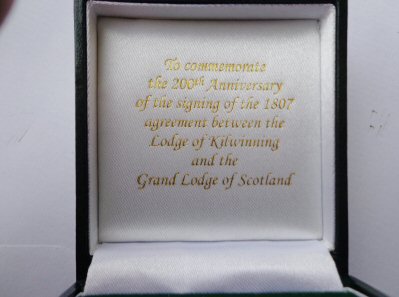 To commemorate
the 200th Anniversary
of the signing of the 1807
agreement between the
Lodge of Kilwinning
and the
Grand Lodge of Scotland